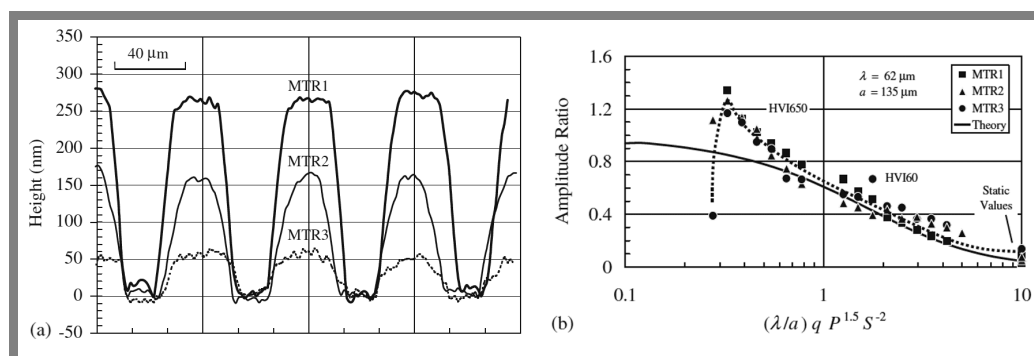 350
300
250
200
150
100
50
0
-50
Height (nm)
40 µm
MTR1
MTR2
MTR3
(a)
1.6
1.2
0.8
0.4
0
Amplitude Ratio
λ = 62 µm
a = 135 µm
MTR1
MTR2
MTR3
Theory
HVI650
HVI60
Static
Values
0.1
1
10
(b)
(λ/a) q P^1.5 S^-2